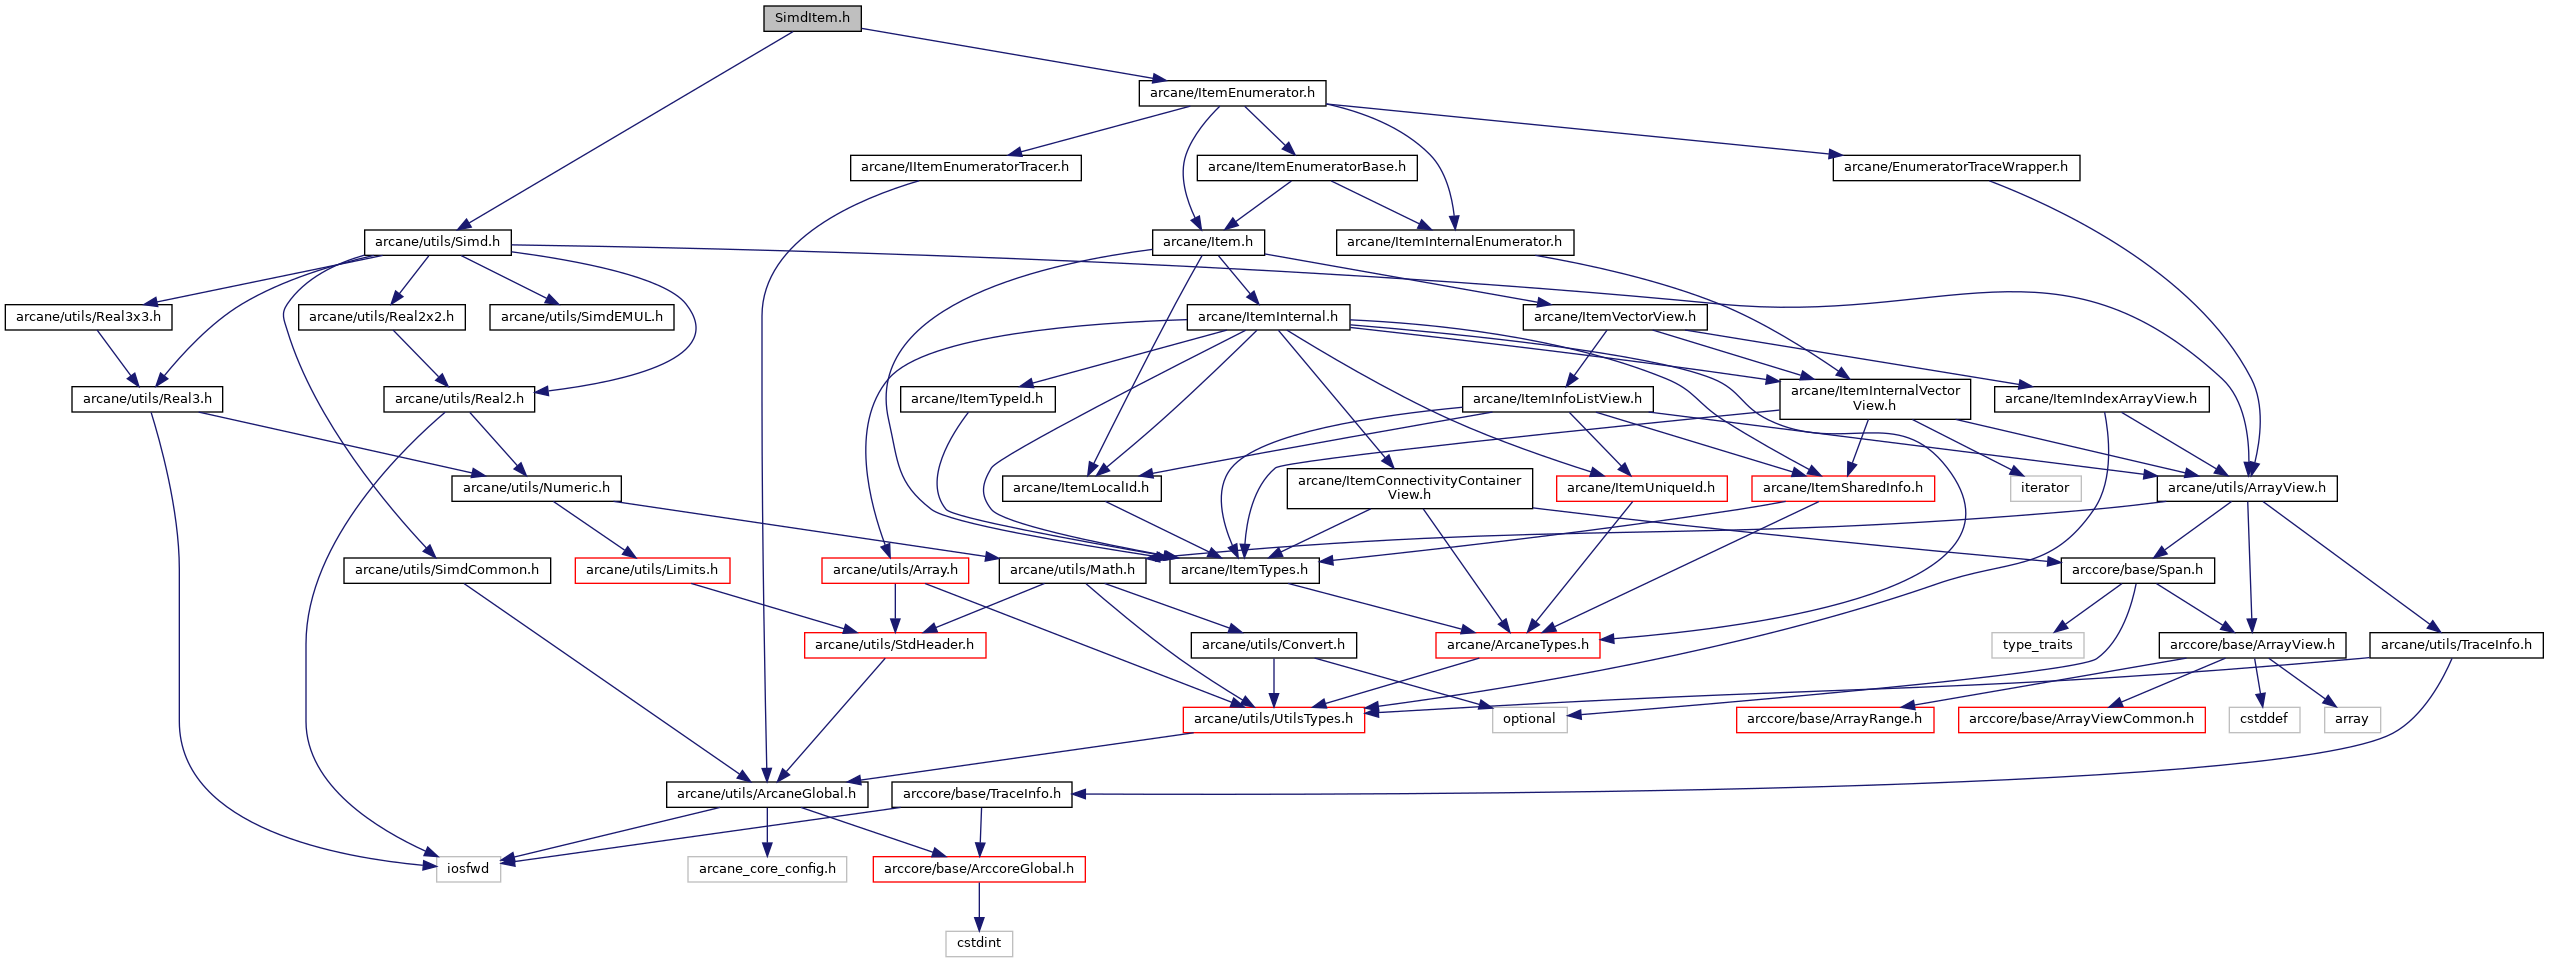 SimdItem.h
arcane/ItemEnumerator.h
arcane/IItemEnumeratorTracer.h
arcane/ItemEnumeratorBase.h
arcane/EnumeratorTraceWrapper.h
arcane/utils/Simd.h
arcane/Item.h
arcane/ItemInternalEnumerator.h
arcane/utils/Real3x3.h
arcane/utils/Real2x2.h
arcane/utils/SimdEMUL.h
arcane/ItemInternal.h
arcane/ItemVectorView.h
arcane/utils/Real3.h
arcane/utils/Real2.h
arcane/ItemTypeId.h
arcane/ItemInfoListView.h
arcane/ItemInternalVector
View.h
arcane/ItemIndexArrayView.h
arcane/utils/Numeric.h
arcane/ItemLocalId.h
arcane/ItemConnectivityContainer
View.h
arcane/ItemUniqueId.h
arcane/ItemSharedInfo.h
iterator
arcane/utils/ArrayView.h
arcane/utils/SimdCommon.h
arcane/utils/Limits.h
arcane/utils/Array.h
arcane/utils/Math.h
arcane/ItemTypes.h
arccore/base/Span.h
arcane/utils/StdHeader.h
arcane/utils/Convert.h
arcane/ArcaneTypes.h
type_traits
arccore/base/ArrayView.h
arcane/utils/TraceInfo.h
arcane/utils/UtilsTypes.h
optional
arccore/base/ArrayRange.h
arccore/base/ArrayViewCommon.h
cstddef
array
arcane/utils/ArcaneGlobal.h
arccore/base/TraceInfo.h
iosfwd
arcane_core_config.h
arccore/base/ArccoreGlobal.h
cstdint